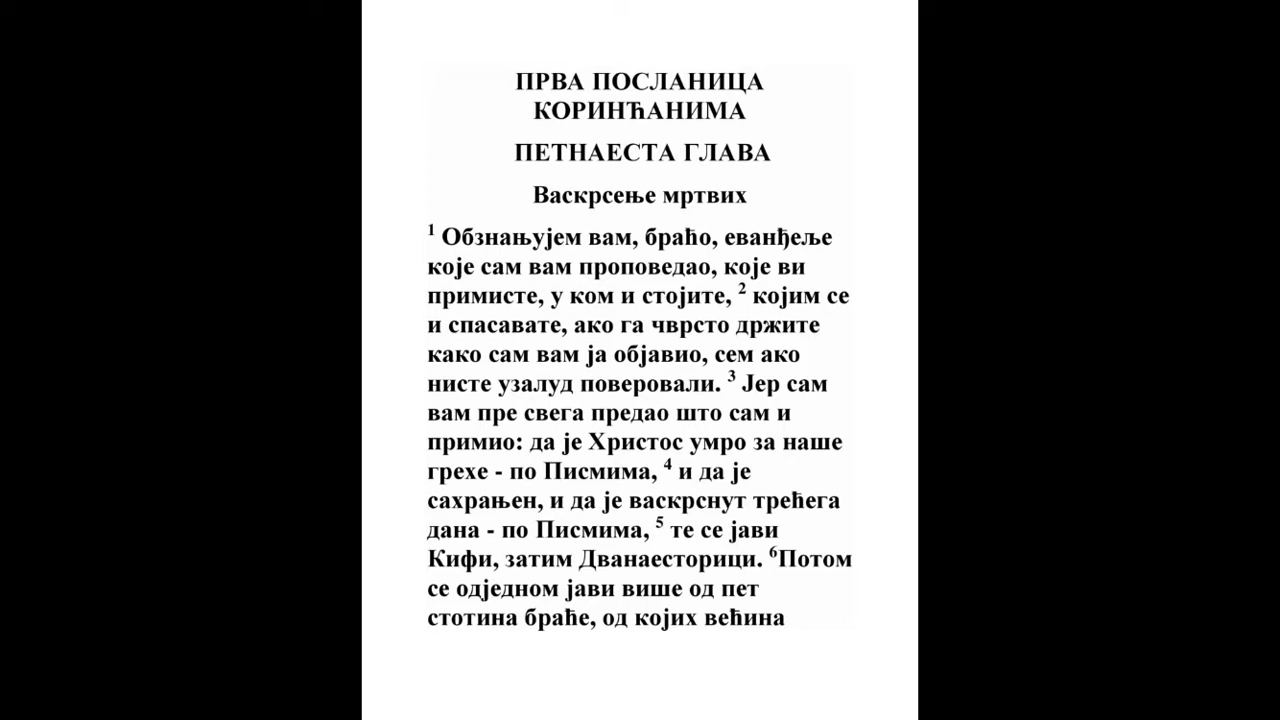 ПРВА ПОСЛАНИЦА
КОРИНЋАНИМА
ПЕТНАЕСТА ГЛАВА
Васкрсење мртвих
1 Обзнањујем вам, браћо, еванђеље
које сам вам проповедао, које ви
примисте, у ком и стојите, 2 којим се
и спасавате, ако га чврсто држите
како сам вам ја објавио, сем ако
нисте узалуд поверовали. 3 Јер сам
вам пре свега предао што сам и
примио: да је Христос умро за наше
грехе - по Писмима, 4 и да је
сахрањен, и да је васкрснут трећега
дана - по Писмима, 5 те се јави
Кифи, затим Дванаесторици. 6Потом
се одједном јави више од пет
стотина браће, од којих већина